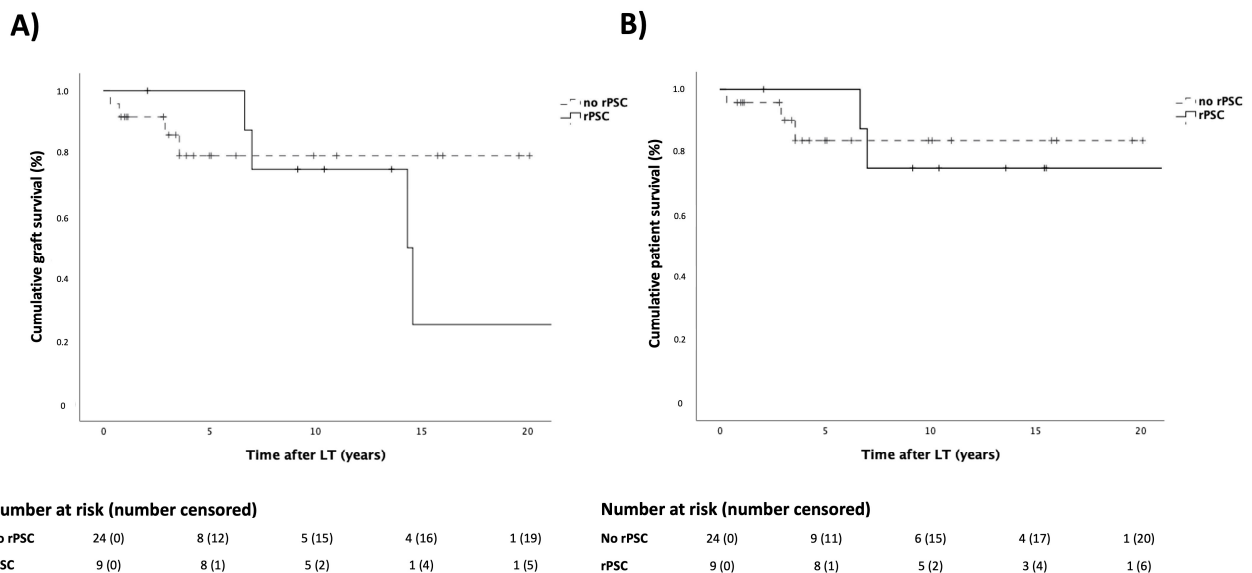 A)
B)
Cumulative graft survival (%)
1.0
0.8
0.6
0.4
0.2
0
0 5 10 15 20
Time after LT (years)
no rPSC
rPSC
Cumulative patient survival (%)
1.0
0.8
0.6
0.4
0.2
0
0 5 10 15 20
Time after LT (years)
no rPSC
rPSC
umber at risk (number censored)
o rPSC 24 (0) 8 (12) 5 (15) 4 (16) 1 (19)
SC 9 (0) 8 (1) 5 (2) 1 (4) 1 (5)
Number at risk (number censored)
No rPSC 24 (0) 9 (11) 6 (15) 4 (17) 1 (20)
rPSC 9 (0) 8 (1) 5 (2) 3 (4) 1 (6)